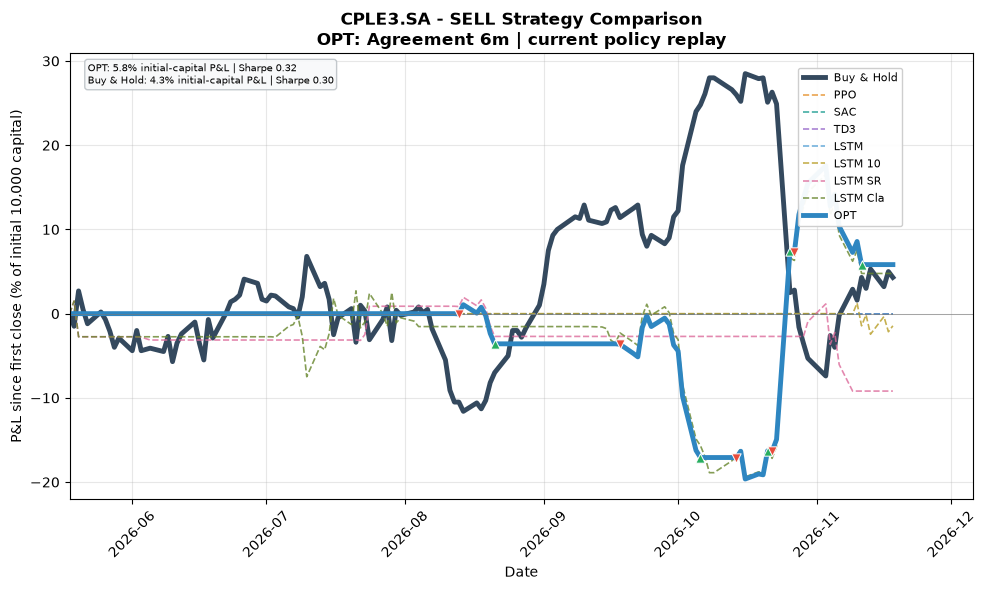 CPLE3.SA - SELL Strategy Comparison
OPT: Agreement 6m | current policy replay
OPT: 5.8% initial-capital P&L | Sharpe 0.32
Buy & Hold: 4.3% initial-capital P&L | Sharpe 0.30
Buy & Hold
PPO
SAC
TD3
LSTM
LSTM 10
LSTM SR
LSTM Cla
OPT
P&L since first close (% of initial 10,000 capital)
30
20
10
0
−10
−20
2026-06
2026-07
2026-08
2026-09
2026-10
2026-11
2026-12
Date